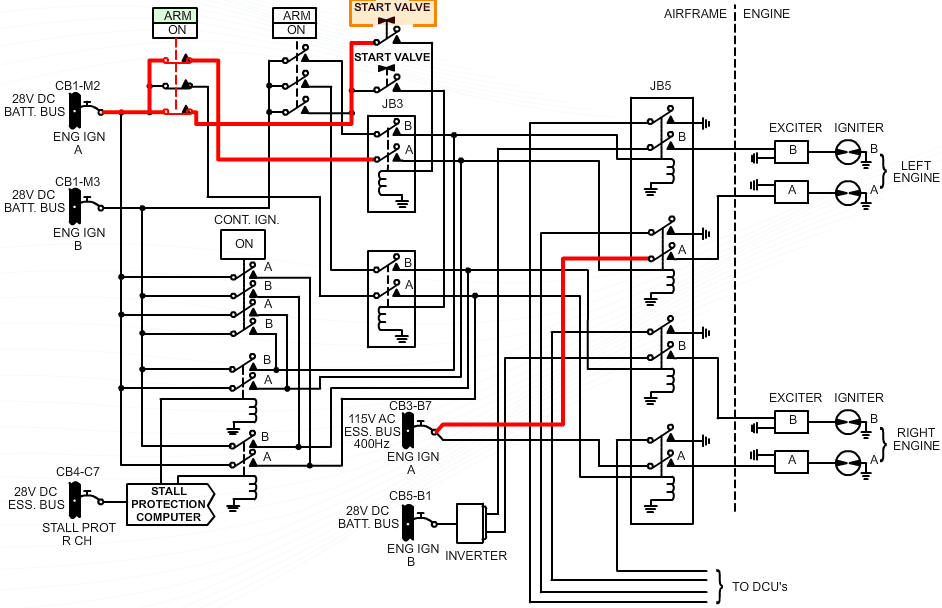 ARM
ON
ARM
ON
START VALVE
START VALVE
AIRFRAME
ENGINE
CB1-M2
28V DC
BATT. BUS
ENG IGN
A
JB3
B
A
JB5
B
EXCITER
IGNITER
B
B
A
A
LEFT
ENGINE
CB1-M3
28V DC
BATT. BUS
ENG IGN
B
CONT. IGN.
ON
A
B
A
B
B
A
B
A
B
A
A
B
A
CB3-B7
115V AC
ESS. BUS
400Hz
ENG IGN
A
EXCITER
IGNITER
B
B
A
A
RIGHT
ENGINE
CB4-C7
28V DC
ESS. BUS
STALL PROT
R CH
STALL
PROTECTION
COMPUTER
CB5-B1
28V DC
BATT. BUS
ENG IGN
B
INVERTER
TO DCU's